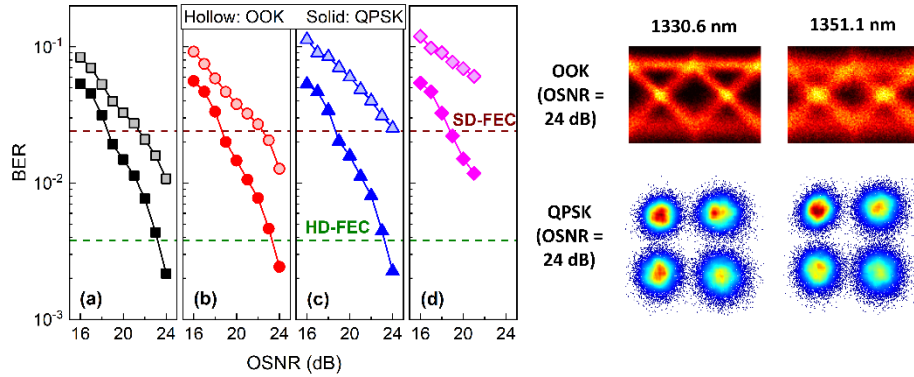 Hollow: OOK Solid: QPSK
BER
10⁻¹
10⁻²
10⁻³
SD-FEC
HD-FEC
(a) (b) (c) (d)
16 20 24 16 20 24 16 20 24 16 20 24
OSNR (dB)
1330.6 nm 1351.1 nm
OOK
(OSNR =
24 dB)
QPSK
(OSNR =
24 dB)